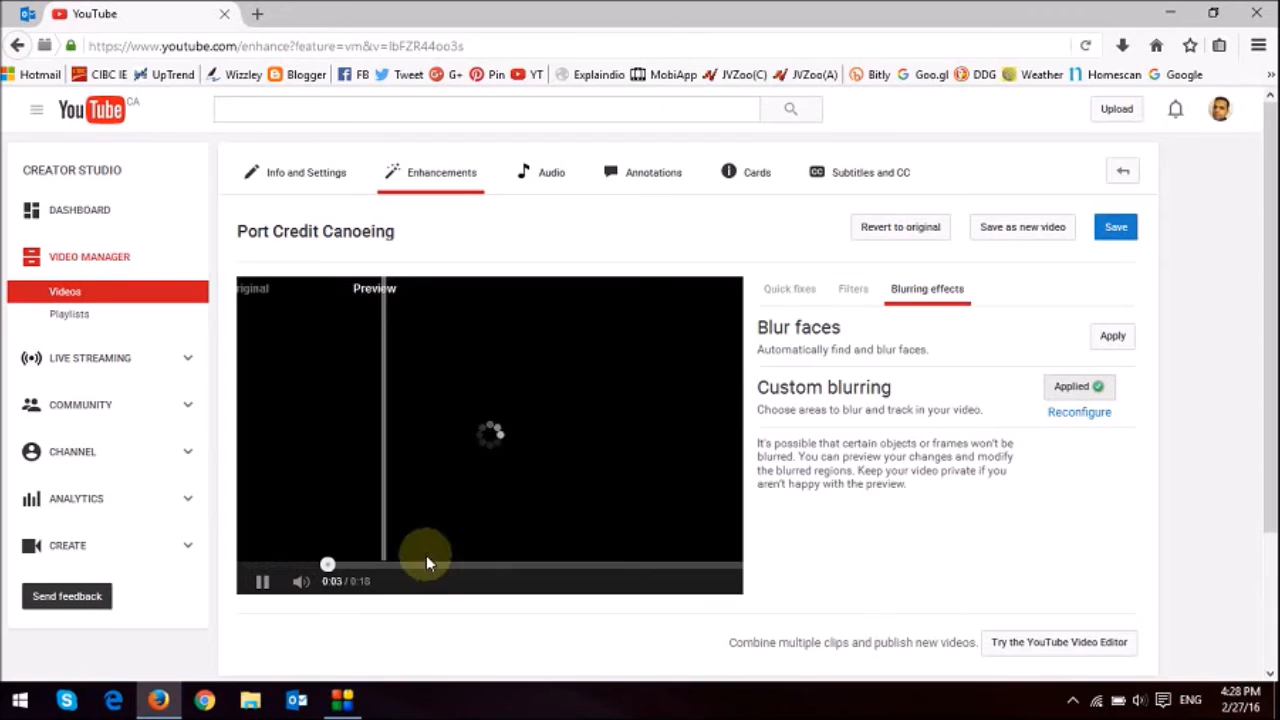 YouTube
https://www.youtube.com/enhance?feature=vm&v=lbFZR44oo3s
Hotmail CIBC IE UpTrend Wizzley Blogger FB Tweet G+ Pin YT Explaindio MobiApp JVZoo(C) JVZoo(A) Bitly Goo.gl DDG Weather Homescan Google
YouTube CA
Upload
CREATOR STUDIO
DASHBOARD
VIDEO MANAGER
Videos
Playlists
LIVE STREAMING
COMMUNITY
CHANNEL
ANALYTICS
CREATE
Send feedback
Info and Settings Enhancements Audio Annotations Cards CC Subtitles and CC
Port Credit Canoeing
Revert to original Save as new video Save
riginal Preview
0:03 / 0:18
Quick fixes Filters Blurring effects
Blur faces
Apply
Automatically find and blur faces.
Custom blurring
Applied
Choose areas to blur and track in your video.
Reconfigure
It's possible that certain objects or frames won't be
blurred. You can preview your changes and modify
the blurred regions. Keep your video private if you
aren't happy with the preview.
Combine multiple clips and publish new videos. Try the YouTube Video Editor
ENG
4:28 PM
2/27/16